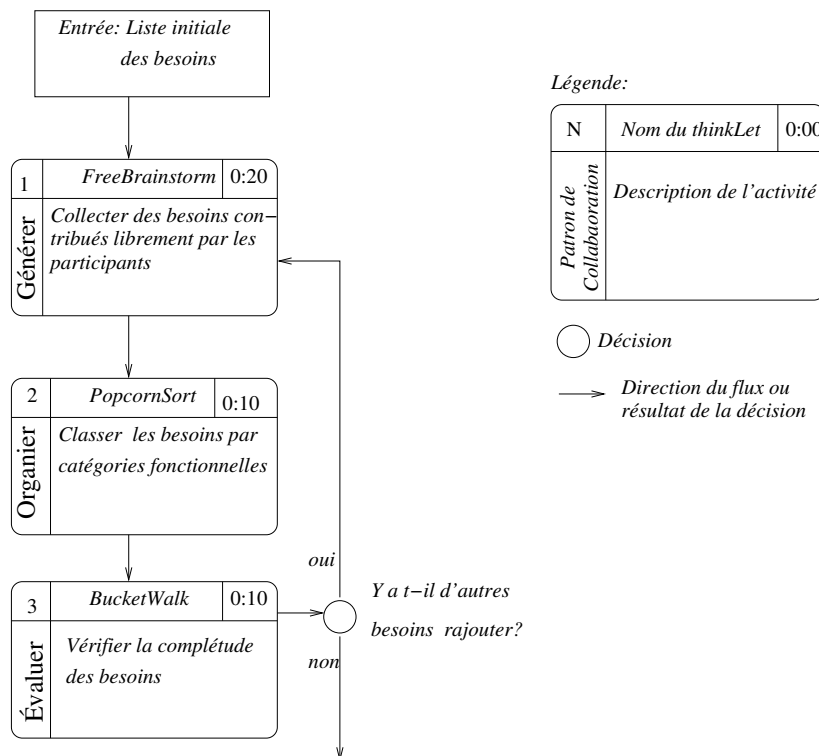 Entrée: Liste initiale
des besoins
1
FreeBrainstorm
0:20
Générer
Collecter des besoins con–
tribués librement par les
participants
2
PopcornSort
0:10
Organier
Classer les besoins par
catégories fonctionnelles
3
BucketWalk
0:10
Évaluer
Vérifier la complétude
des besoins
oui
Y a t–il d'autres
besoins rajouter?
non
Légende:
N
Nom du thinkLet
0:00
Patron de
Collabaoration
Description de l'activité
Décision
Direction du flux ou
résultat de la décision